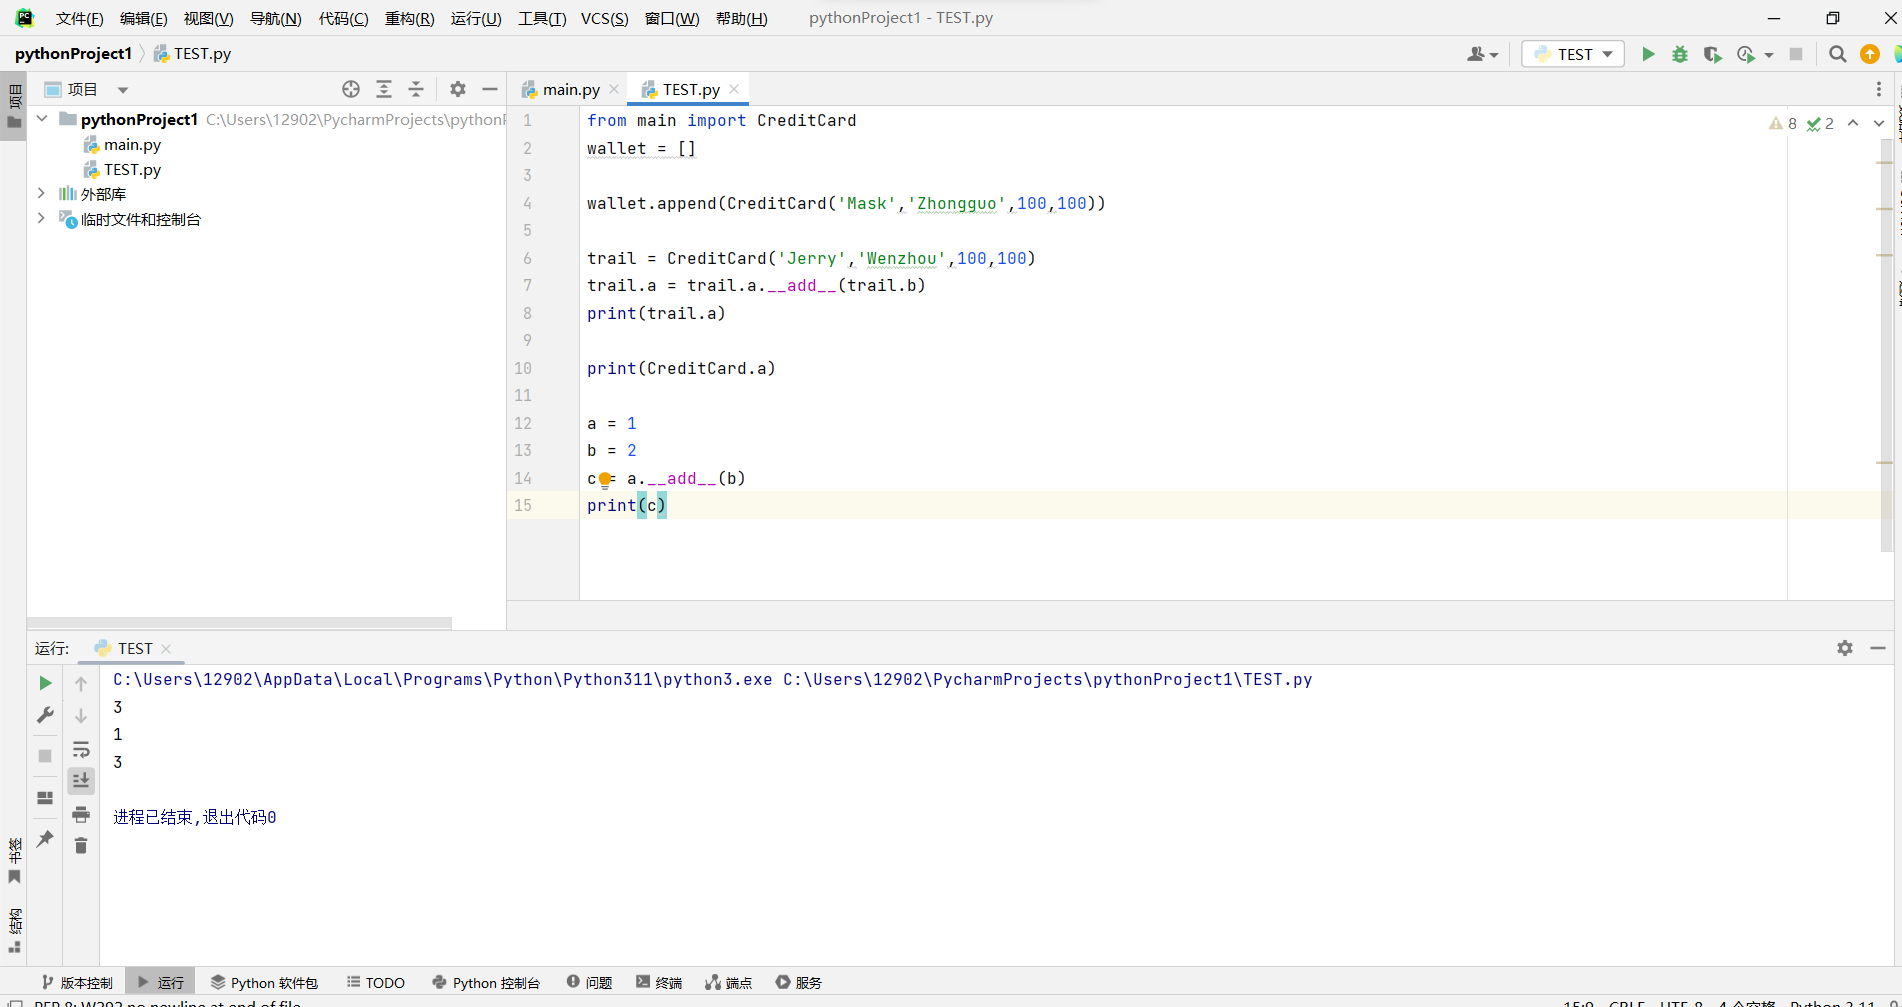 文件(F) 编辑(E) 视图(V) 导航(N) 代码(C) 重构(R) 运行(U) 工具(T) VCS(S) 窗口(W) 帮助(H) pythonProject1 - TEST.py
pythonProject1 TEST.py TEST
项目
项目
pythonProject1 C:\Users\12902\PycharmProjects\python
main.py
TEST.py
外部库
临时文件和控制台
main.py TEST.py
8 2
1 from main import CreditCard
2 wallet = []
3
4 wallet.append(CreditCard('Mask','Zhongguo',100,100))
5
6 trail = CreditCard('Jerry','Wenzhou',100,100)
7 trail.a = trail.a.__add__(trail.b)
8 print(trail.a)
9
10 print(CreditCard.a)
11
12 a = 1
13 b = 2
14 c = a.__add__(b)
15 print(c)
运行: TEST
C:\Users\12902\AppData\Local\Programs\Python\Python311\python3.exe C:\Users\12902\PycharmProjects\pythonProject1\TEST.py
3
1
3
进程已结束,退出代码0
书签
结构
版本控制 运行 Python 软件包 TODO Python 控制台 问题 终端 端点 服务
PEP 8: W292 no newline at end of file 15:9 CRLF UTF-8 4 个空格 Python 3.11